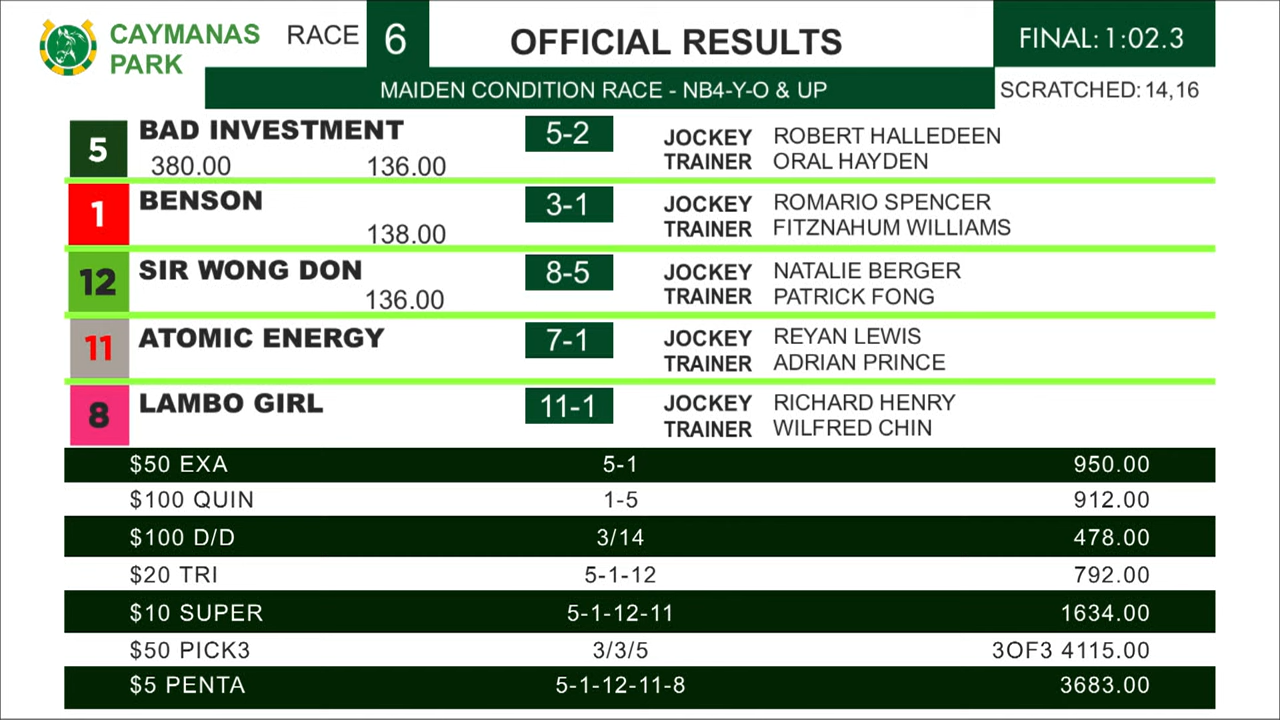 CAYMANAS PARK
RACE 6
OFFICIAL RESULTS
FINAL: 1:02.3
MAIDEN CONDITION RACE - NB4-Y-O & UP
SCRATCHED: 14,16
5 BAD INVESTMENT 5-2 JOCKEY ROBERT HALLEDEEN
380.00 136.00 TRAINER ORAL HAYDEN
1 BENSON 3-1 JOCKEY ROMARIO SPENCER
138.00 TRAINER FITZNAHUM WILLIAMS
12 SIR WONG DON 8-5 JOCKEY NATALIE BERGER
136.00 TRAINER PATRICK FONG
11 ATOMIC ENERGY 7-1 JOCKEY REYAN LEWIS
TRAINER ADRIAN PRINCE
8 LAMBO GIRL 11-1 JOCKEY RICHARD HENRY
TRAINER WILFRED CHIN
$50 EXA 5-1 950.00
$100 QUIN 1-5 912.00
$100 D/D 3/14 478.00
$20 TRI 5-1-12 792.00
$10 SUPER 5-1-12-11 1634.00
$50 PICK3 3/3/5 3OF3 4115.00
$5 PENTA 5-1-12-11-8 3683.00